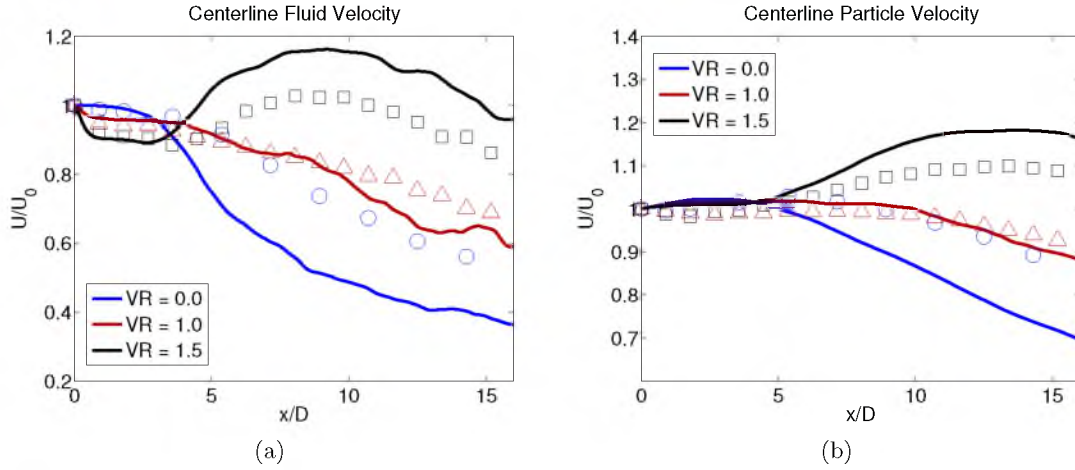 Centerline Fluid Velocity
1.2
1
0.8
0.6
0.4
0.2
U/U0
VR = 0.0
VR = 1.0
VR = 1.5
0 5 10 15
x/D
(a)
Centerline Particle Velocity
1.4
1.3
1.2
1.1
1.0
0.9
0.8
0.7
U/U0
VR = 0.0
VR = 1.0
VR = 1.5
0 5 10 15
x/D
(b)